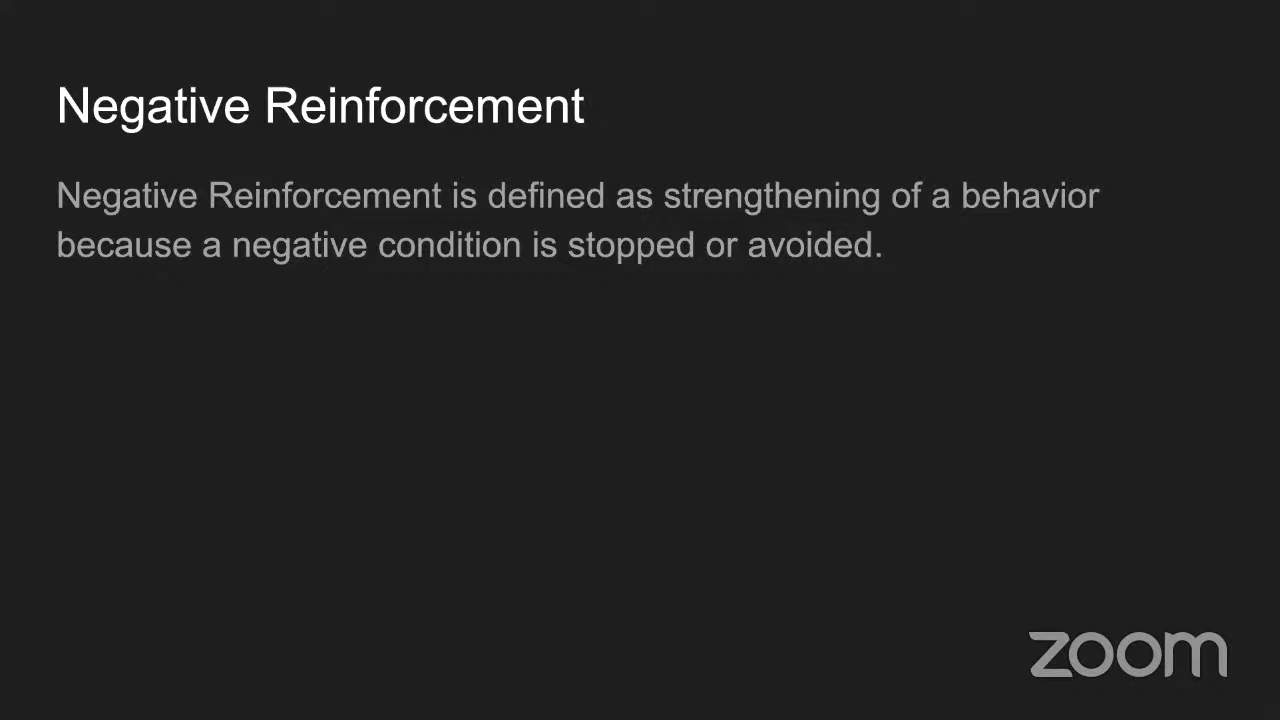 Negative Reinforcement
Negative Reinforcement is defined as strengthening of a behavior
because a negative condition is stopped or avoided.
zoom